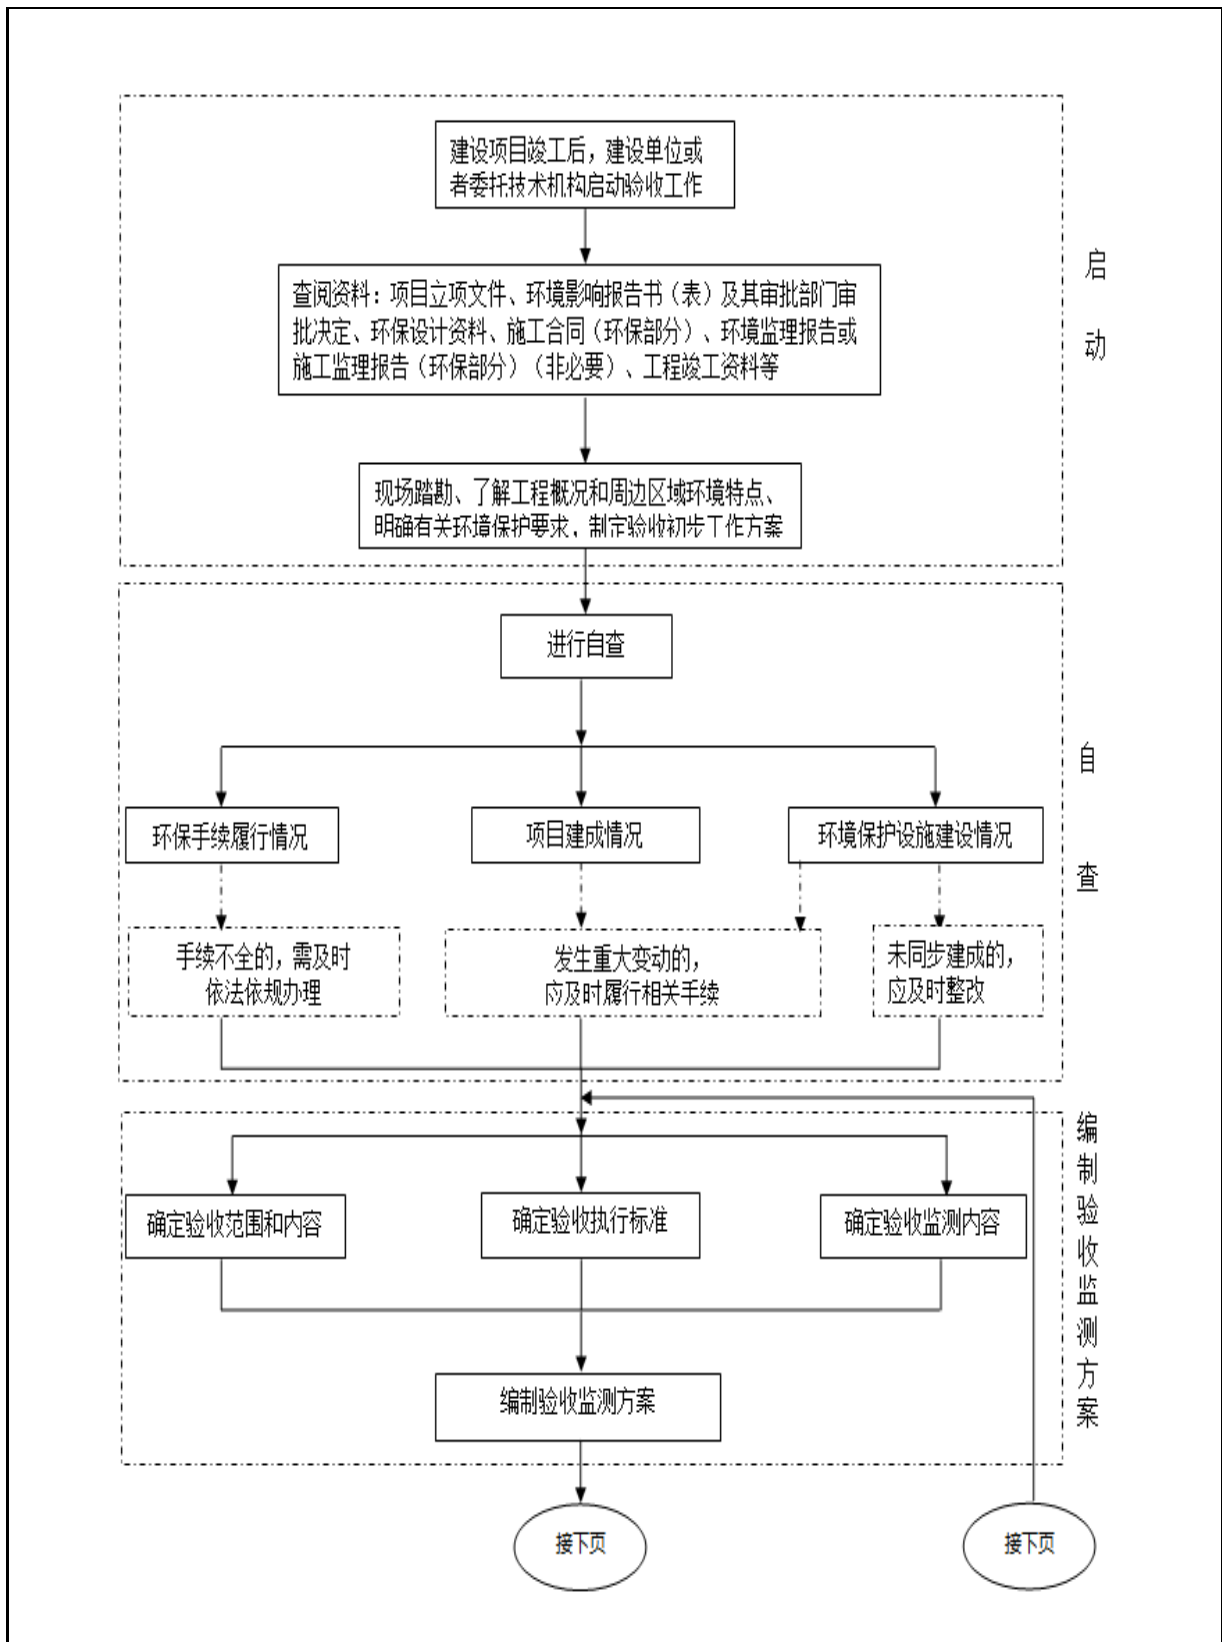 建设项目竣工后，建设单位或
者委托技术机构启动验收工作
启
动
查阅资料：项目立项文件、环境影响报告书（表）及其审批部门审
批决定、环保设计资料、施工合同（环保部分）、环境监理报告或
施工监理报告（环保部分）（非必要）、工程竣工资料等
现场踏勘、了解工程概况和周边区域环境特点、
明确有关环境保护要求，制定验收初步工作方案
进行自查
自
查
环保手续履行情况
项目建成情况
环境保护设施建设情况
手续不全的，需及时
依法依规办理
发生重大变动的，
应及时履行相关手续
未同步建成的，
应及时整改
编
制
验
收
监
测
方
案
确定验收范围和内容
确定验收执行标准
确定验收监测内容
编制验收监测方案
接下页
接下页